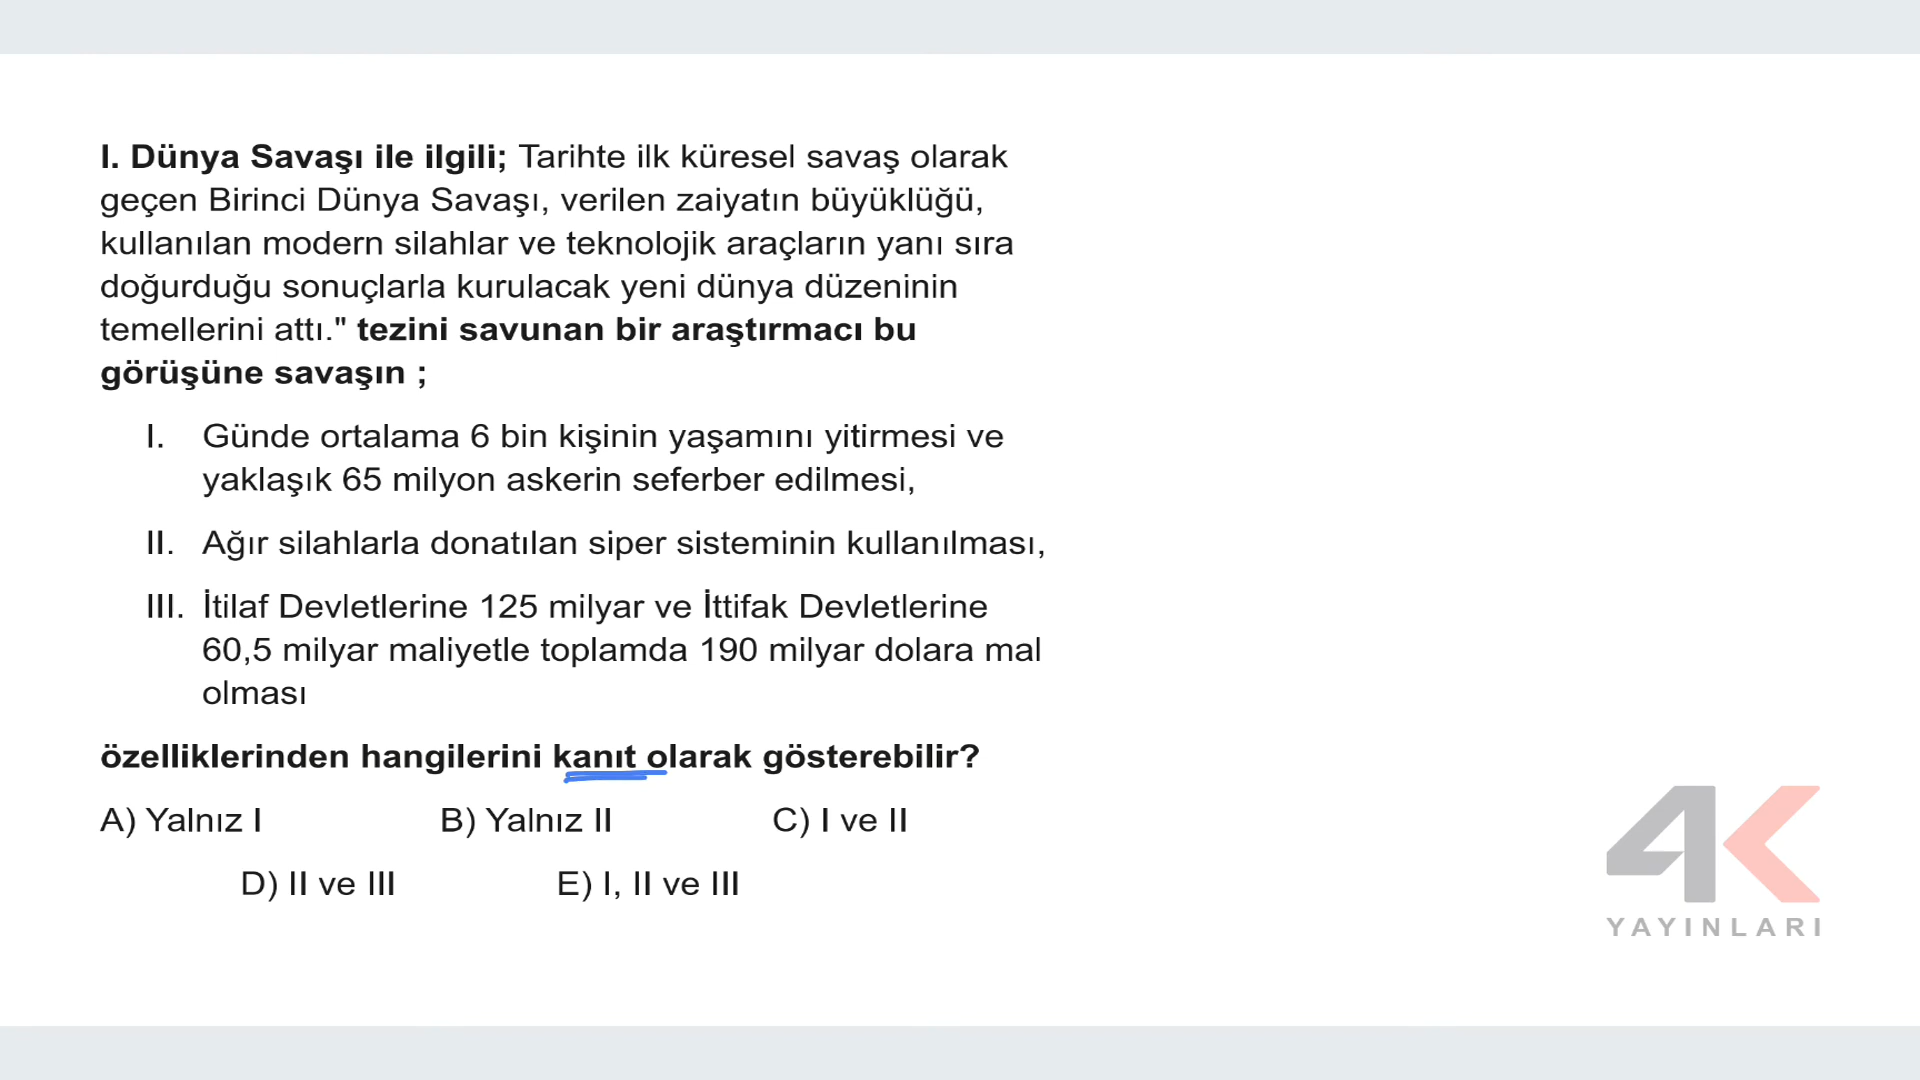 I. Dünya Savaşı ile ilgili; Tarihte ilk küresel savaş olarak
geçen Birinci Dünya Savaşı, verilen zaiyatın büyüklüğü,
kullanılan modern silahlar ve teknolojik araçların yanı sıra
doğurduğu sonuçlarla kurulacak yeni dünya düzeninin
temellerini attı." tezini savunan bir araştırmacı bu
görüşüne savaşın ;
I. Günde ortalama 6 bin kişinin yaşamını yitirmesi ve
yaklaşık 65 milyon askerin seferber edilmesi,
II. Ağır silahlarla donatılan siper sisteminin kullanılması,
III. İtilaf Devletlerine 125 milyar ve İttifak Devletlerine
60,5 milyar maliyetle toplamda 190 milyar dolara mal
olması
özelliklerinden hangilerini kanıt olarak gösterebilir?
A) Yalnız I B) Yalnız II C) I ve II
D) II ve III E) I, II ve III
4K
YAYINLARI